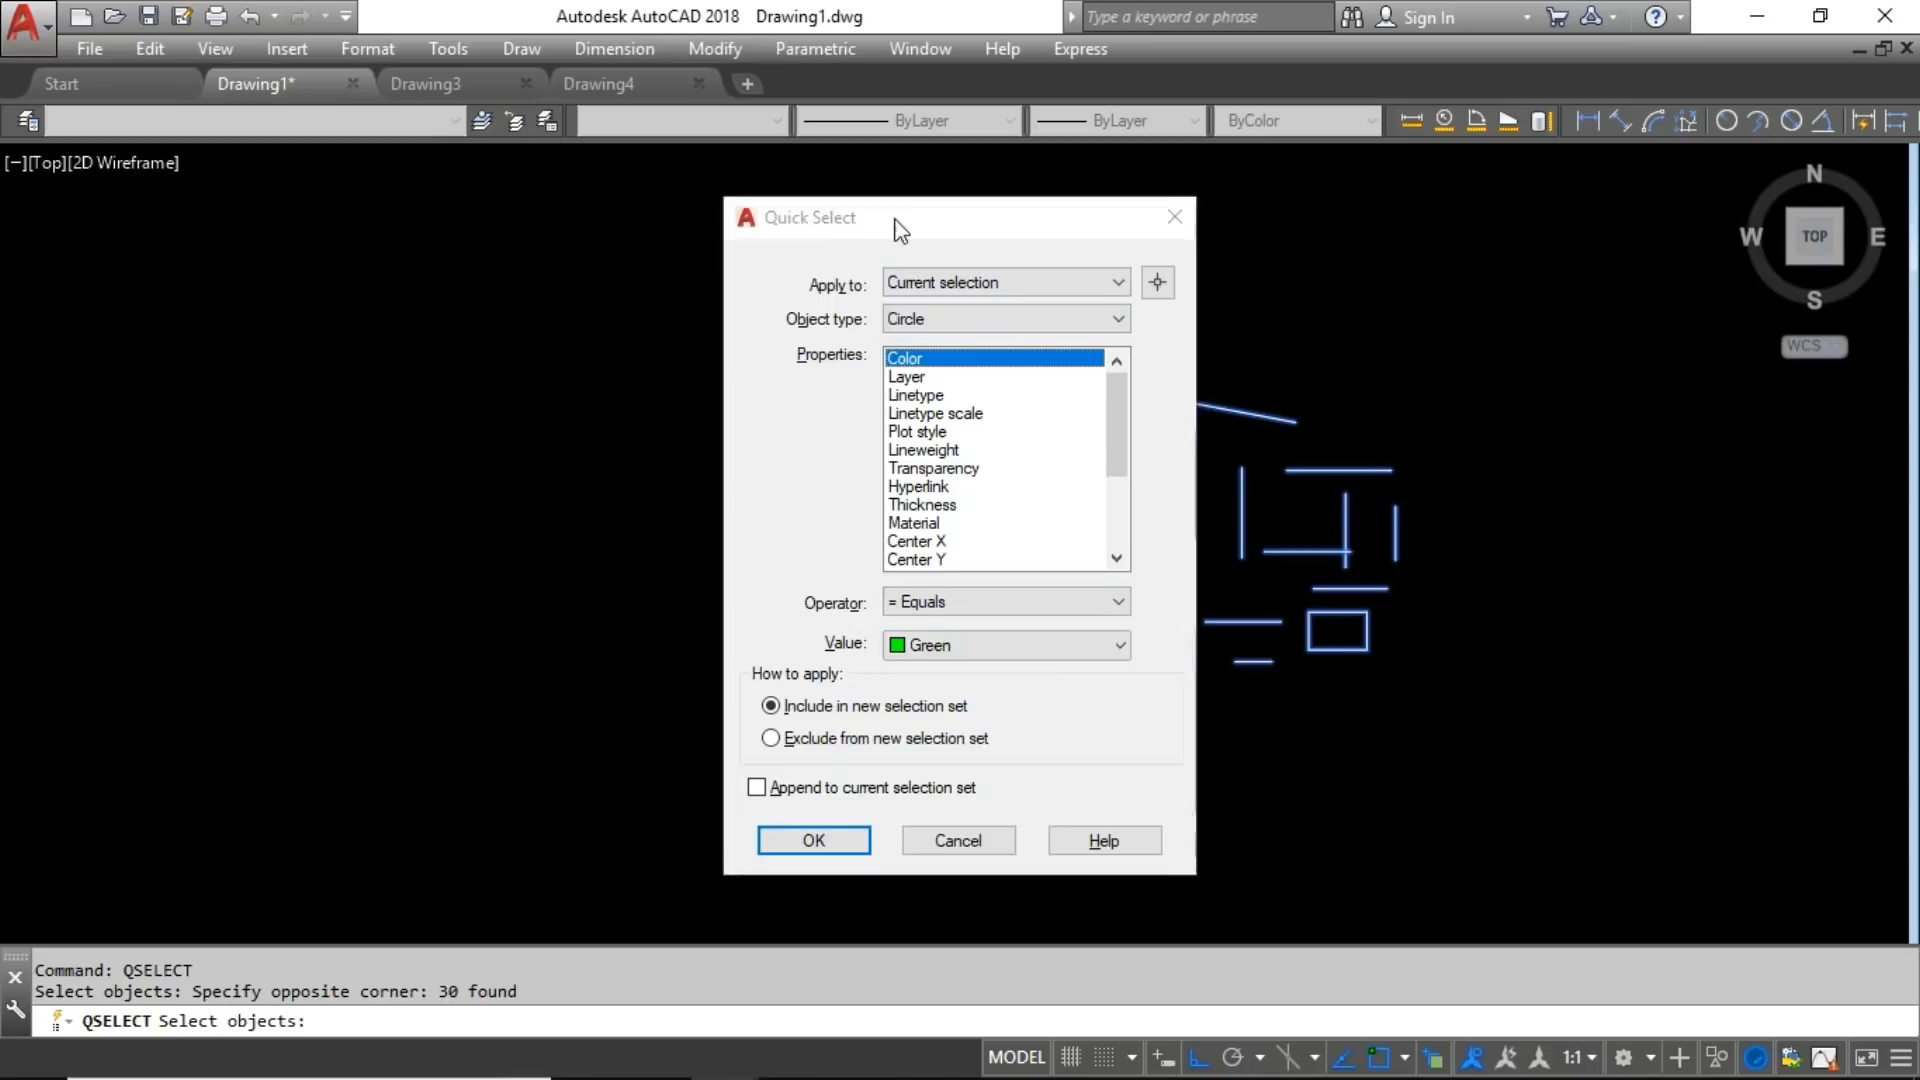 Autodesk AutoCAD 2018 Drawing1.dwg
Type a keyword or phrase
Sign In
File Edit View Insert Format Tools Draw Dimension Modify Parametric Window Help Express
Start Drawing1* Drawing3 Drawing4
ByLayer ByLayer ByColor
[−][Top][2D Wireframe]
N
W TOP E
S
WCS
Quick Select
Apply to: Current selection
Object type: Circle
Properties: Color
Layer
Linetype
Linetype scale
Plot style
Lineweight
Transparency
Hyperlink
Thickness
Material
Center X
Center Y
Operator: = Equals
Value: Green
How to apply:
Include in new selection set
Exclude from new selection set
Append to current selection set
OK Cancel Help
Command: QSELECT
Select objects: Specify opposite corner: 30 found
QSELECT Select objects:
MODEL 1:1